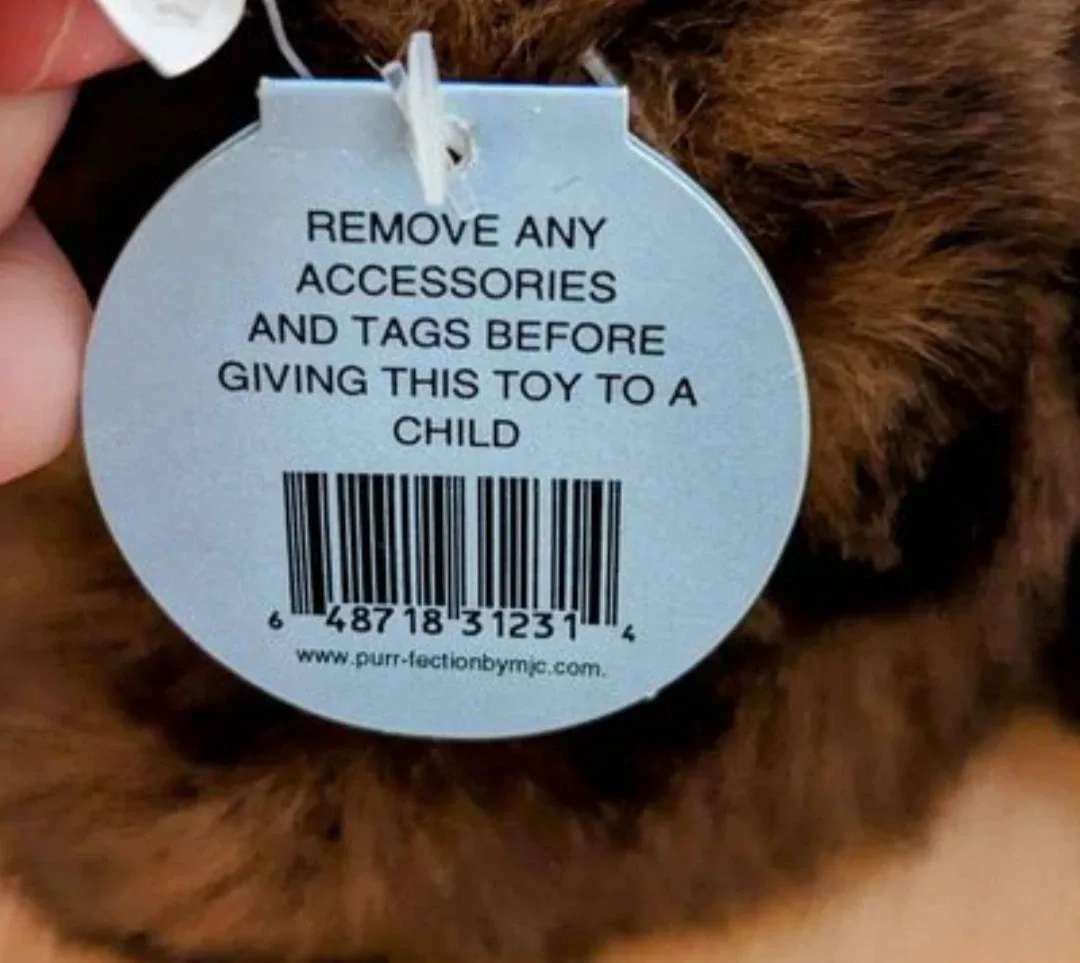 REMOVE ANY
ACCESSORIES
AND TAGS BEFORE
GIVING THIS TOY TO A
CHILD
6 48718 31231 4
www.purr-fectionbymjc.com.